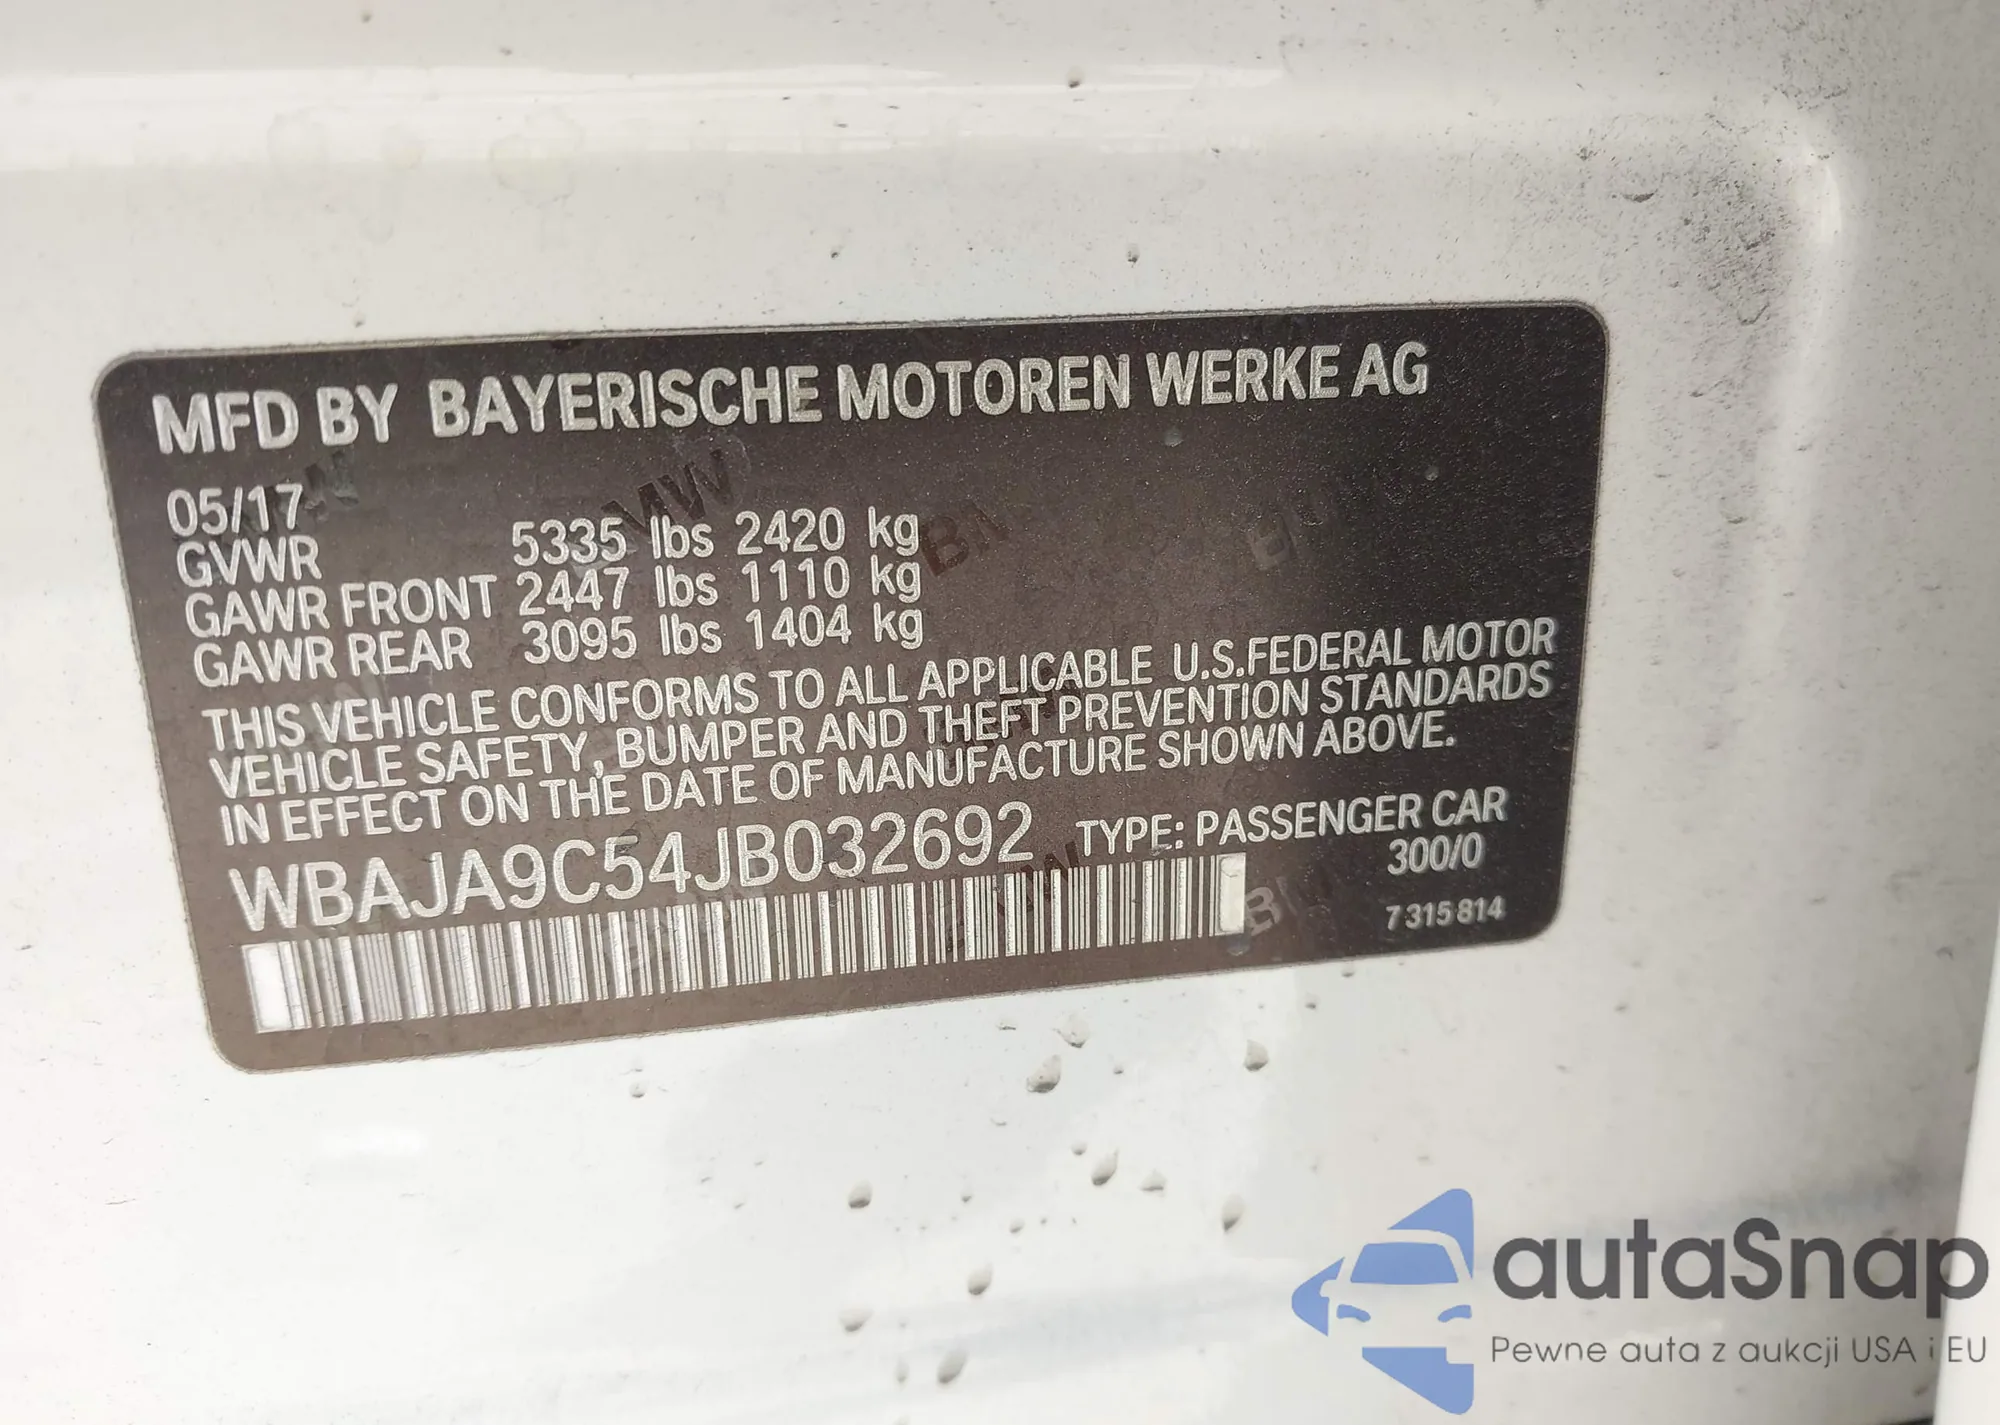 MFD BY BAYERISCHE MOTOREN WERKE AG
05/17
GVWR 5335 lbs 2420 kg
GAWR FRONT 2447 lbs 1110 kg
GAWR REAR 3095 lbs 1404 kg
THIS VEHICLE CONFORMS TO ALL APPLICABLE U.S.FEDERAL MOTOR
VEHICLE SAFETY, BUMPER AND THEFT PREVENTION STANDARDS
IN EFFECT ON THE DATE OF MANUFACTURE SHOWN ABOVE.
WBAJA9C54JB032692 TYPE: PASSENGER CAR
300/0
7 315 814
autaSnap
Pewne auta z aukcji USA i EU